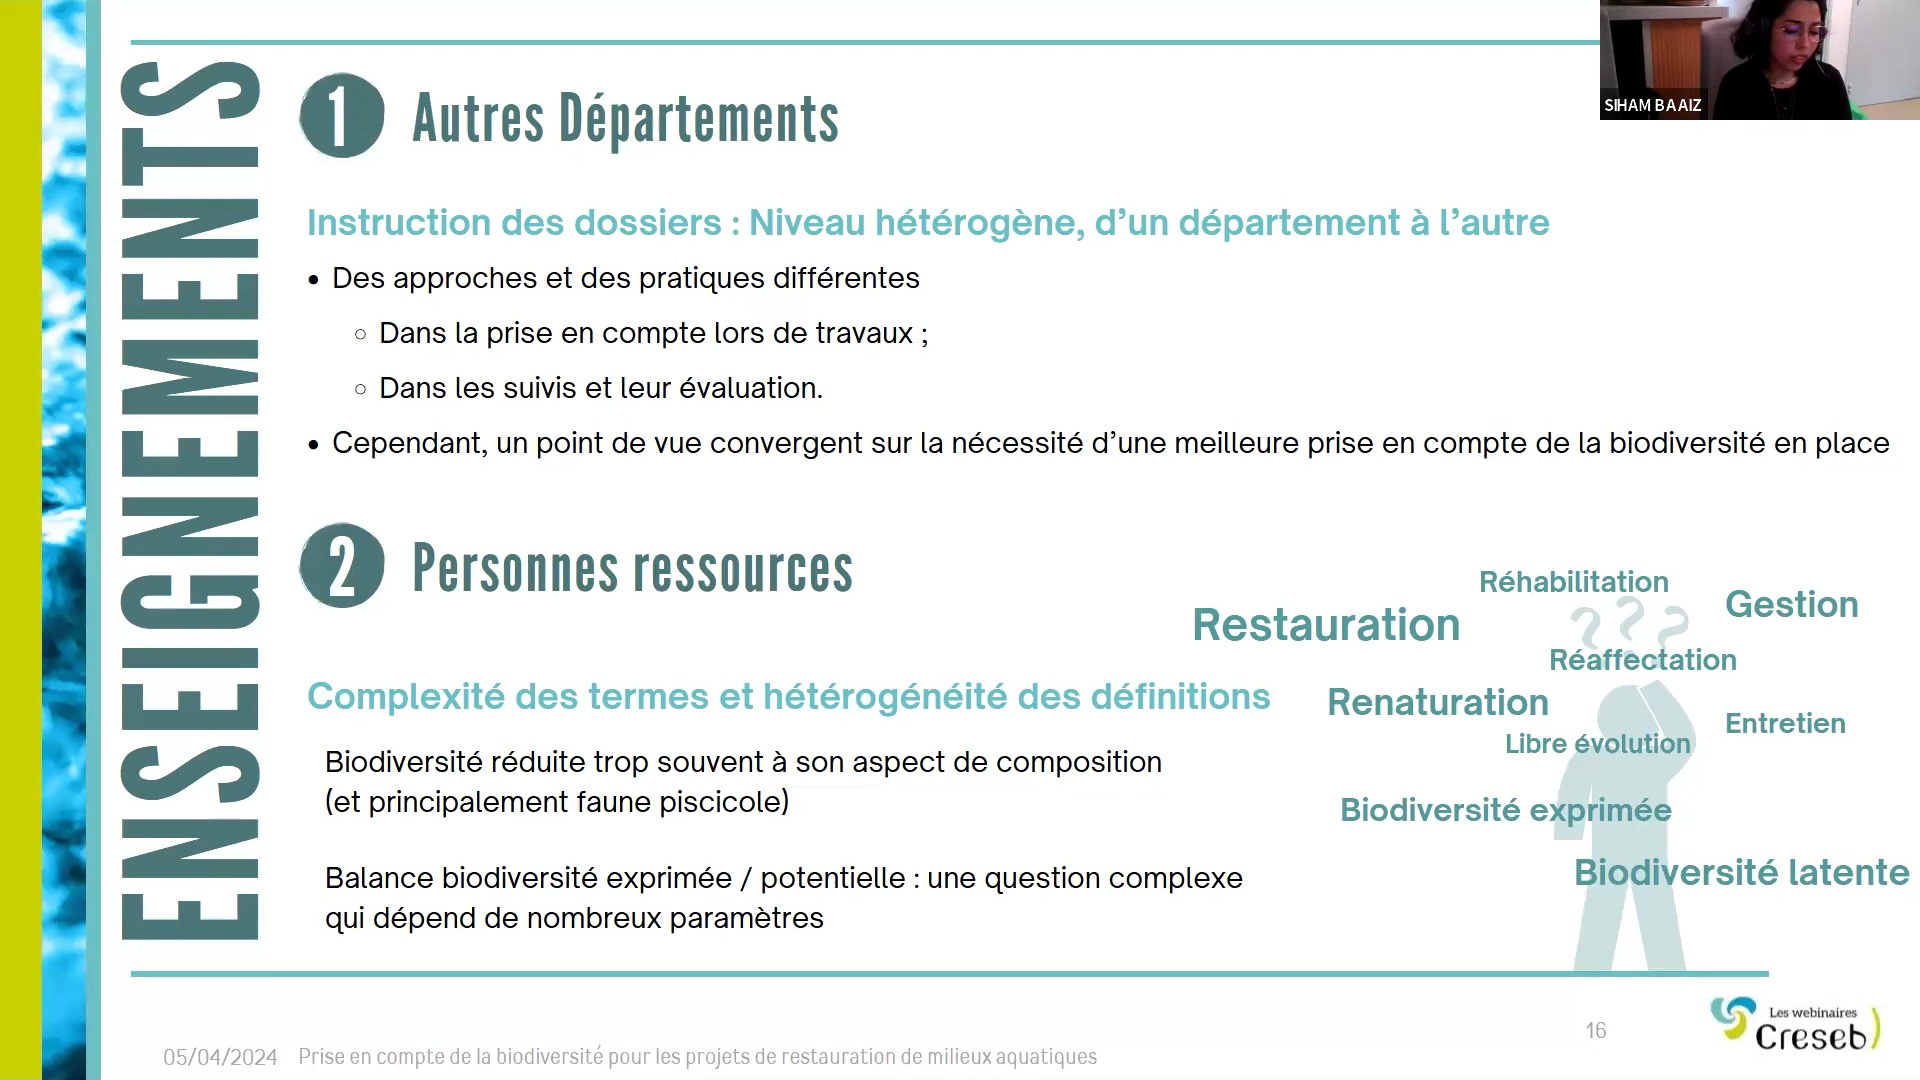 ENSEIGNEMENTS
1 Autres Départements
SIHAM BAAIZ
Instruction des dossiers : Niveau hétérogène, d’un département à l’autre
• Des approches et des pratiques différentes
◦ Dans la prise en compte lors de travaux ;
◦ Dans les suivis et leur évaluation.
• Cependant, un point de vue convergent sur la nécessité d’une meilleure prise en compte de la biodiversité en place
2 Personnes ressources
Complexité des termes et hétérogénéité des définitions
Biodiversité réduite trop souvent à son aspect de composition
(et principalement faune piscicole)
Balance biodiversité exprimée / potentielle : une question complexe
qui dépend de nombreux paramètres
Réhabilitation
Gestion
Restauration
???
Réaffectation
Renaturation
Entretien
Libre évolution
Biodiversité exprimée
Biodiversité latente
05/04/2024 Prise en compte de la biodiversité pour les projets de restauration de milieux aquatiques
16
Les webinaires
Creseb